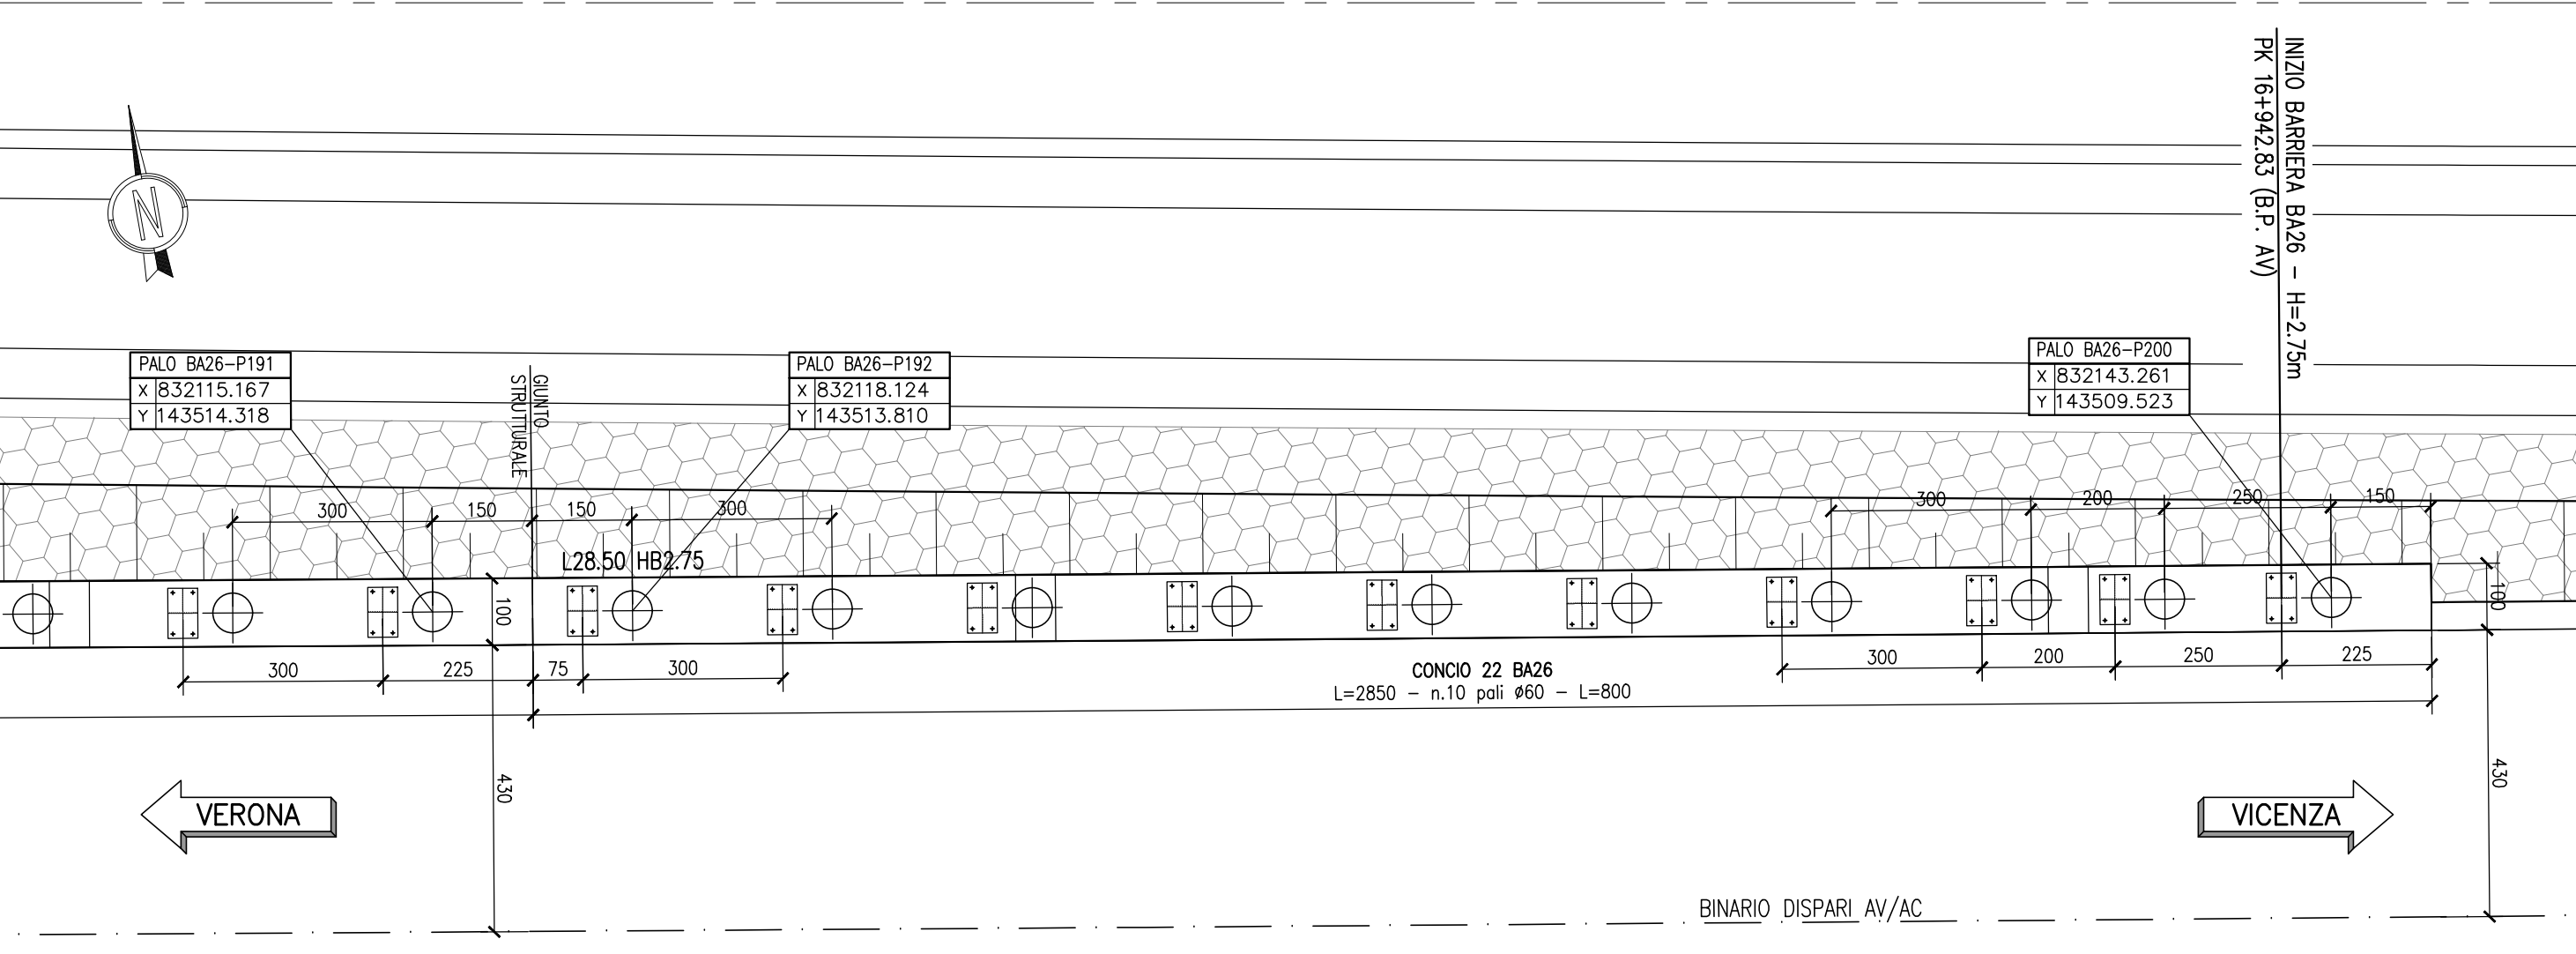 INIZIO BARRIERA BA26 - H=2.75m
PK 16+942.83 (B.P. AV)
N
PALO BA26-P191
X 832115.167
Y 143514.318
GIUNTO
STRUTTURALE
PALO BA26-P192
X 832118.124
Y 143513.810
PALO BA26-P200
X 832143.261
Y 143509.523
300 150 150 300 300 200 250 150
L28.50 HB2.75
100 100
300 225 75 300 300 200 250 225
CONCIO 22 BA26
L=2850 - n.10 pali ø60 - L=800
430 430
VERONA
VICENZA
BINARIO DISPARI AV/AC